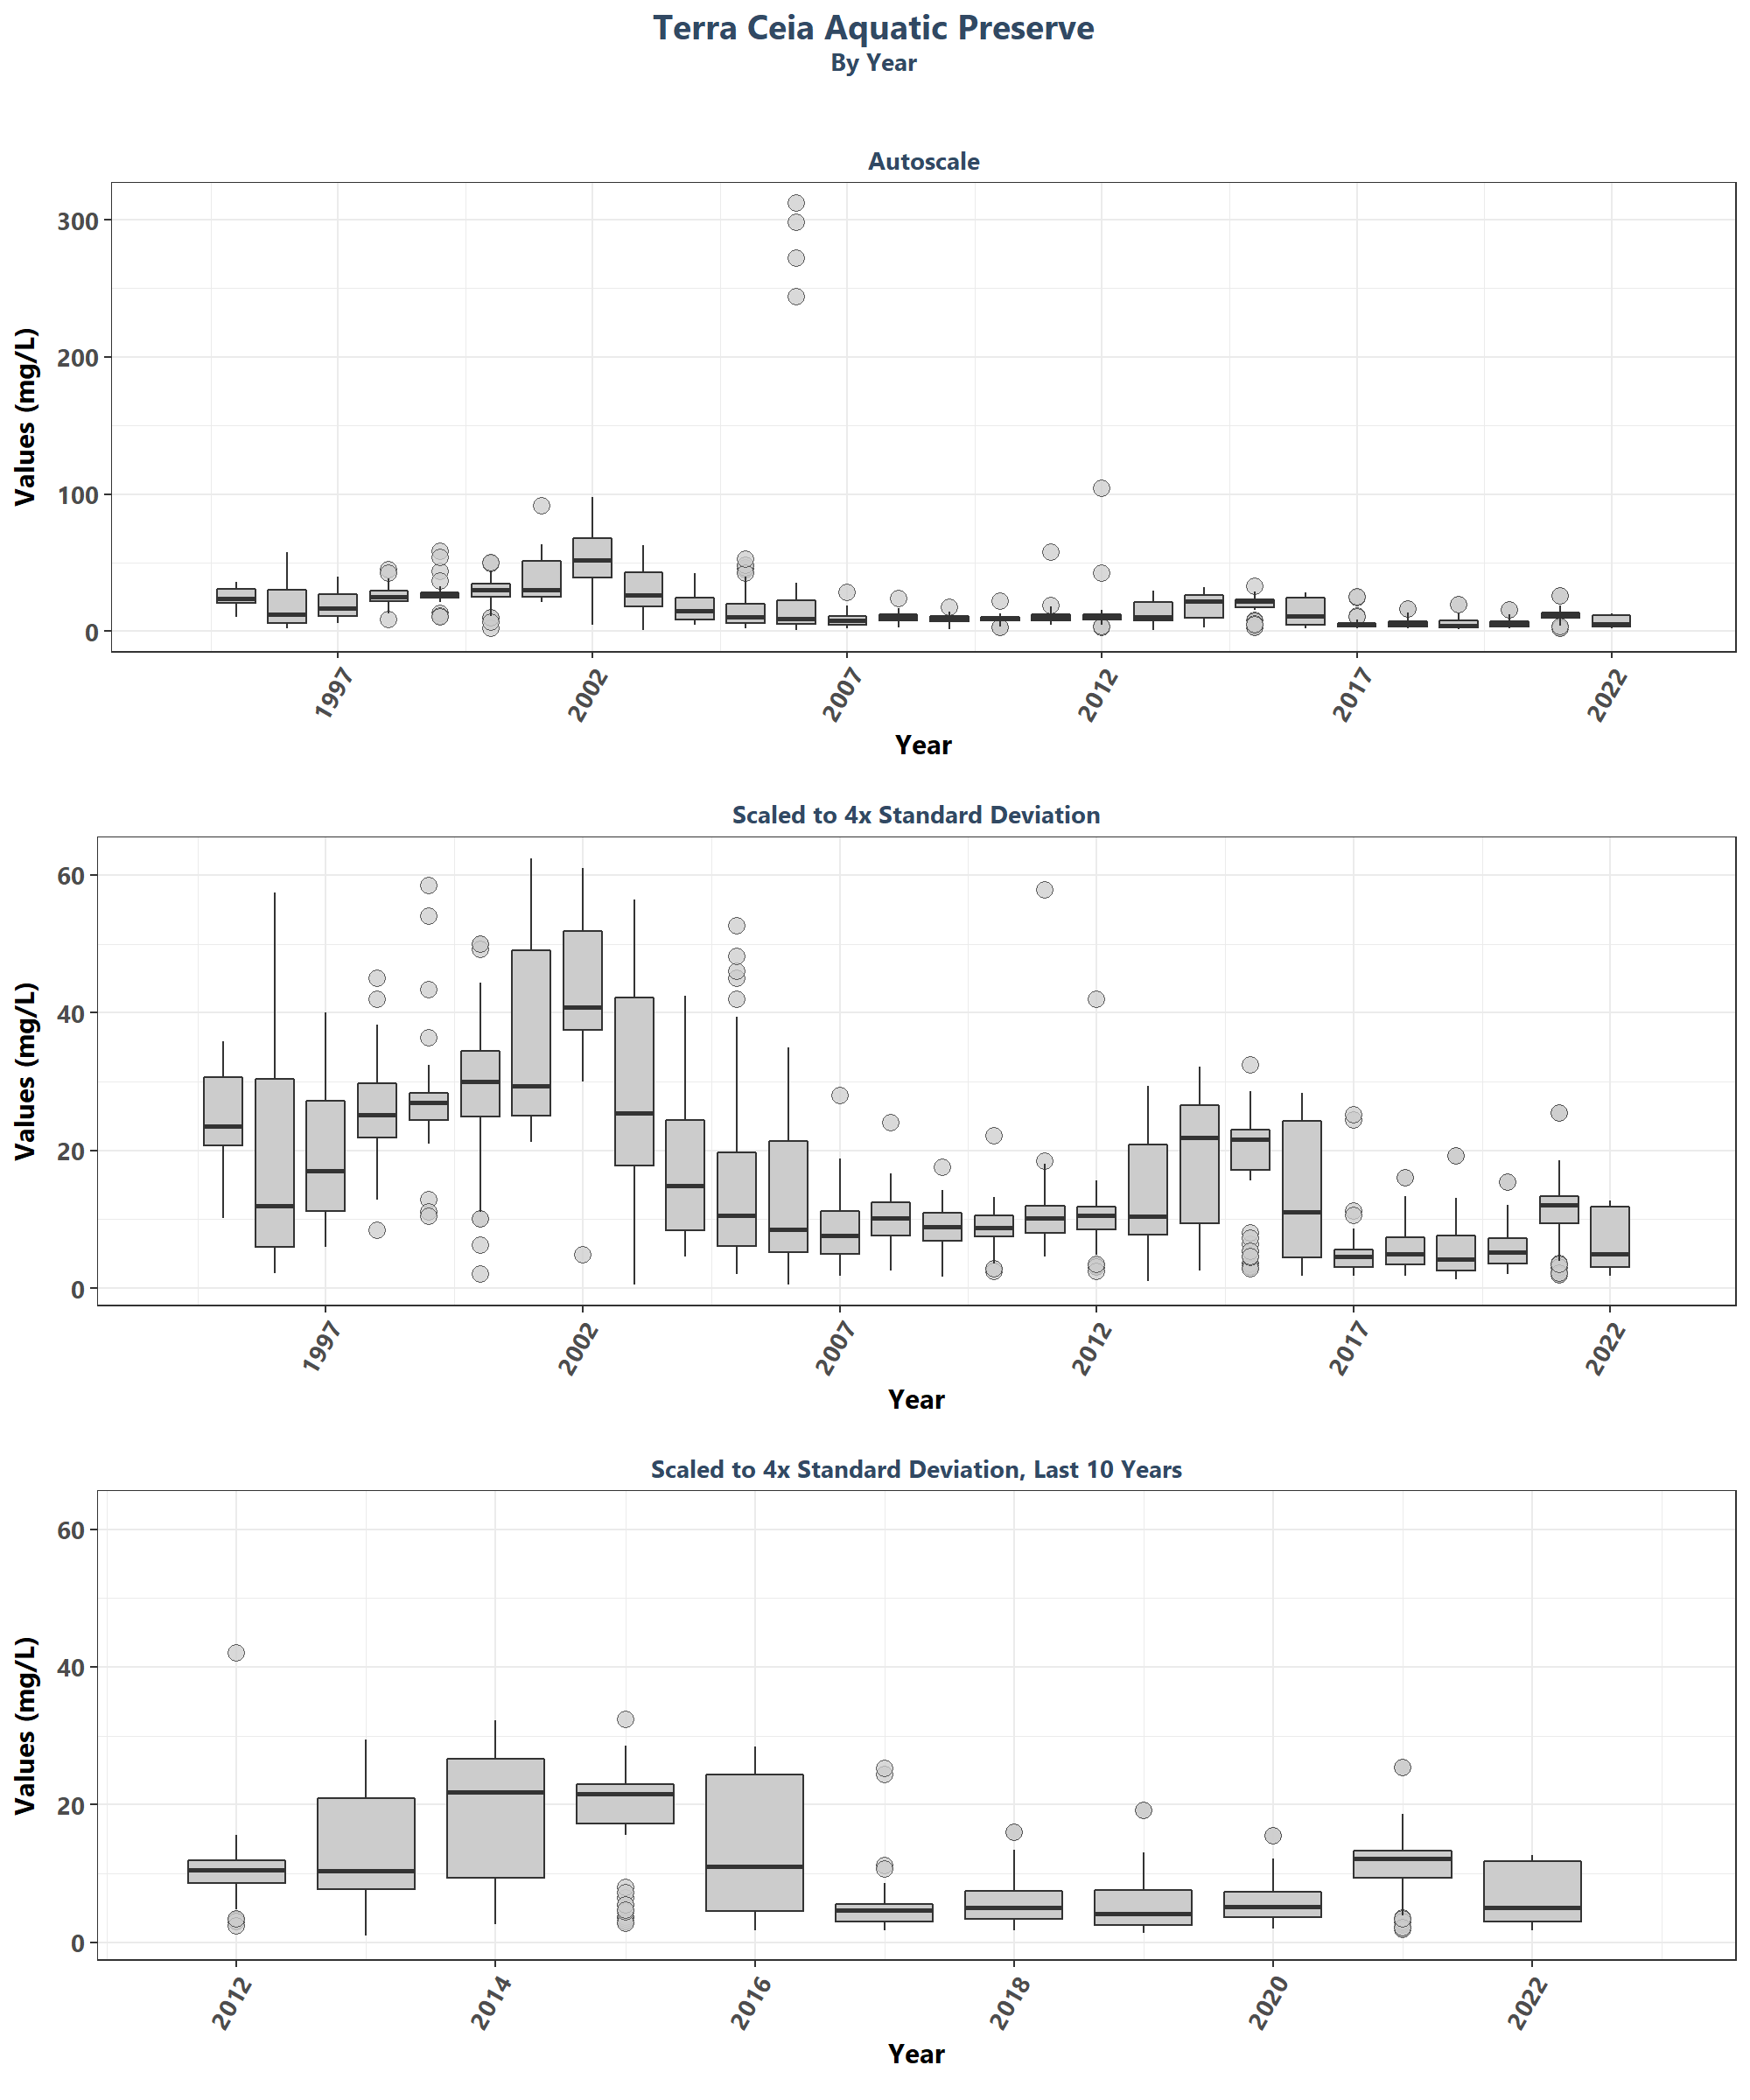 Terra Ceia Aquatic Preserve
By Year
Autoscale
Values (mg/L)
300
200
100
0
1997
2002
2007
2012
2017
2022
Year
Scaled to 4x Standard Deviation
Values (mg/L)
60
40
20
0
1997
2002
2007
2012
2017
2022
Year
Scaled to 4x Standard Deviation, Last 10 Years
Values (mg/L)
60
40
20
0
2012
2014
2016
2018
2020
2022
Year